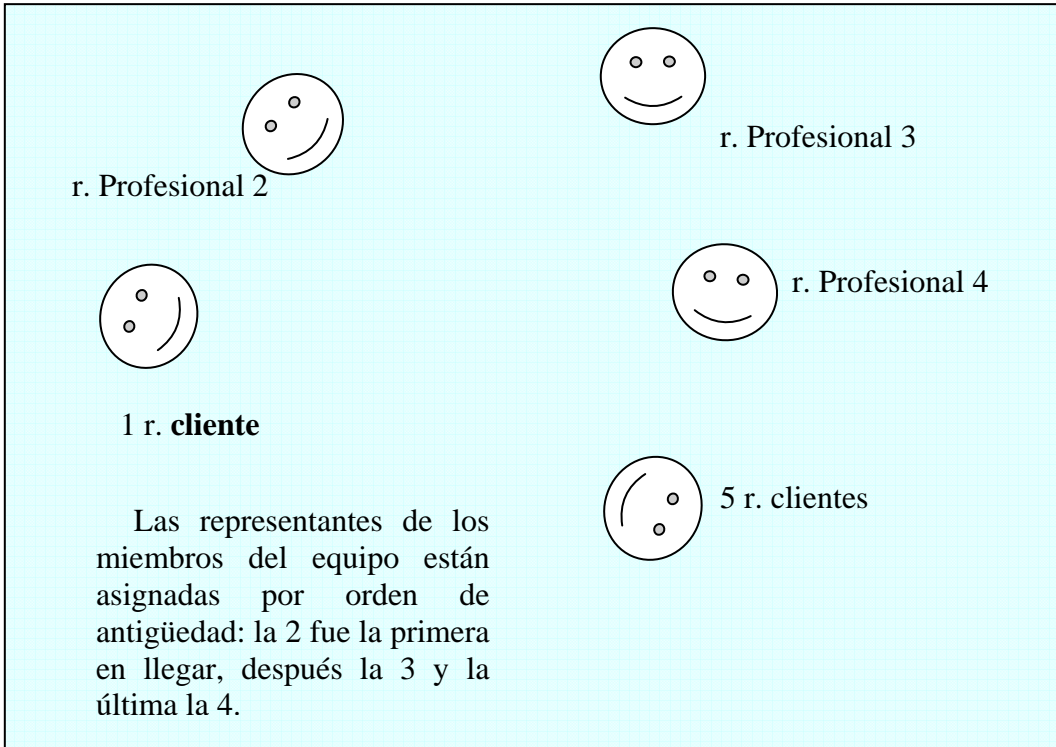 r. Profesional 3
r. Profesional 2
r. Profesional 4
1 r. cliente
5 r. clientes
Las representantes de los
miembros del equipo están
asignadas por orden de
antigüedad: la 2 fue la primera
en llegar, después la 3 y la
última la 4.